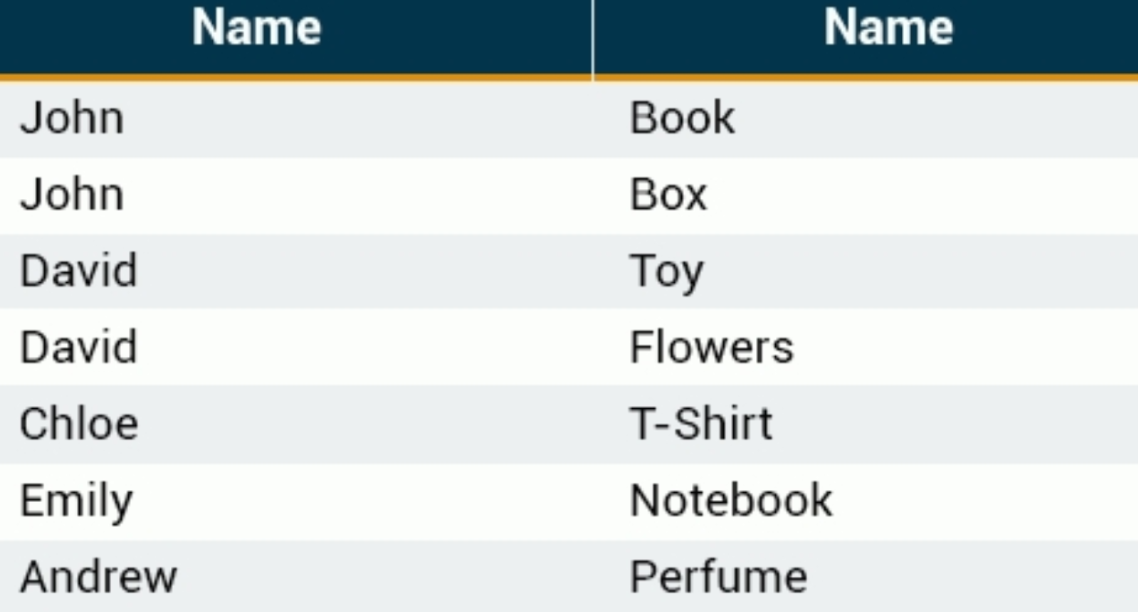 Name Name
John Book
John Box
David Toy
David Flowers
Chloe T-Shirt
Emily Notebook
Andrew Perfume